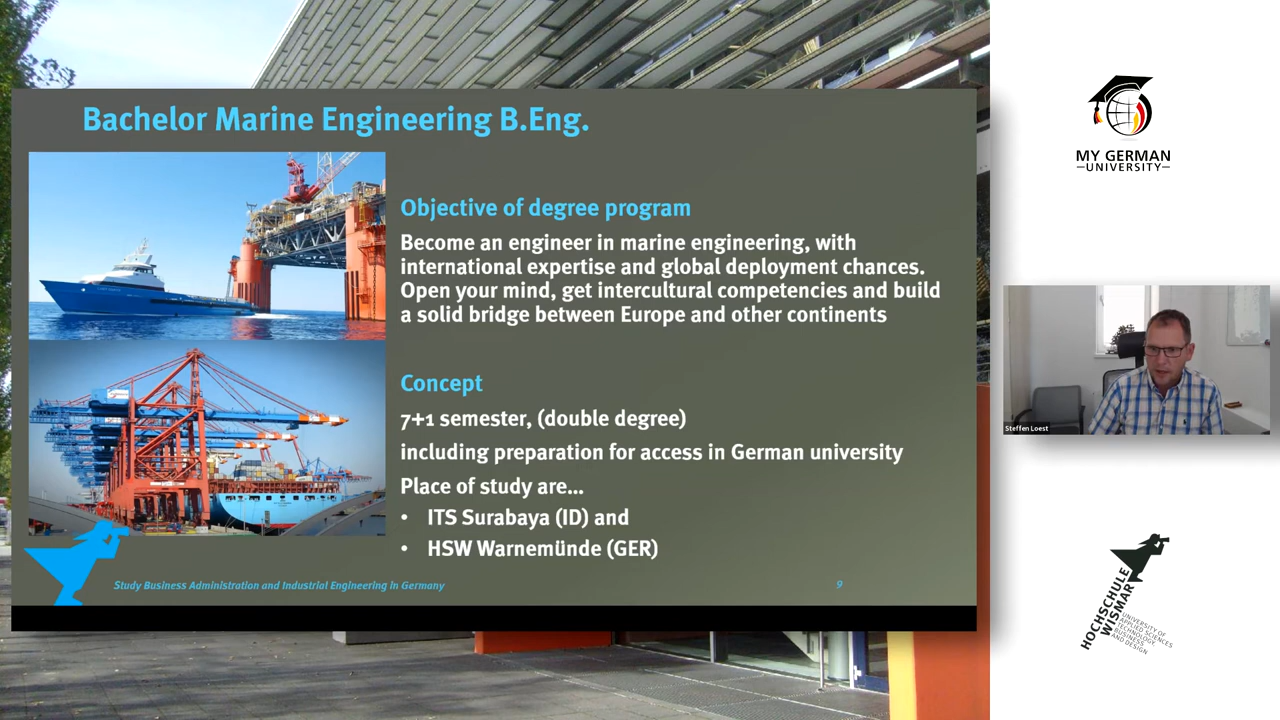 Bachelor Marine Engineering B.Eng.
Objective of degree program
Become an engineer in marine engineering, with
international expertise and global deployment chances.
Open your mind, get intercultural competencies and build
a solid bridge between Europe and other continents
Concept
7+1 semester, (double degree)
including preparation for access in German university
Place of study are...
• ITS Surabaya (ID) and
• HSW Warnemünde (GER)
Study Business Administration and Industrial Engineering in Germany
9
MY GERMAN
UNIVERSITY
Steffen Loest
HOCHSCHULE
WISMAR
UNIVERSITY OF
APPLIED SCIENCES
TECHNOLOGY
BUSINESS
AND DESIGN